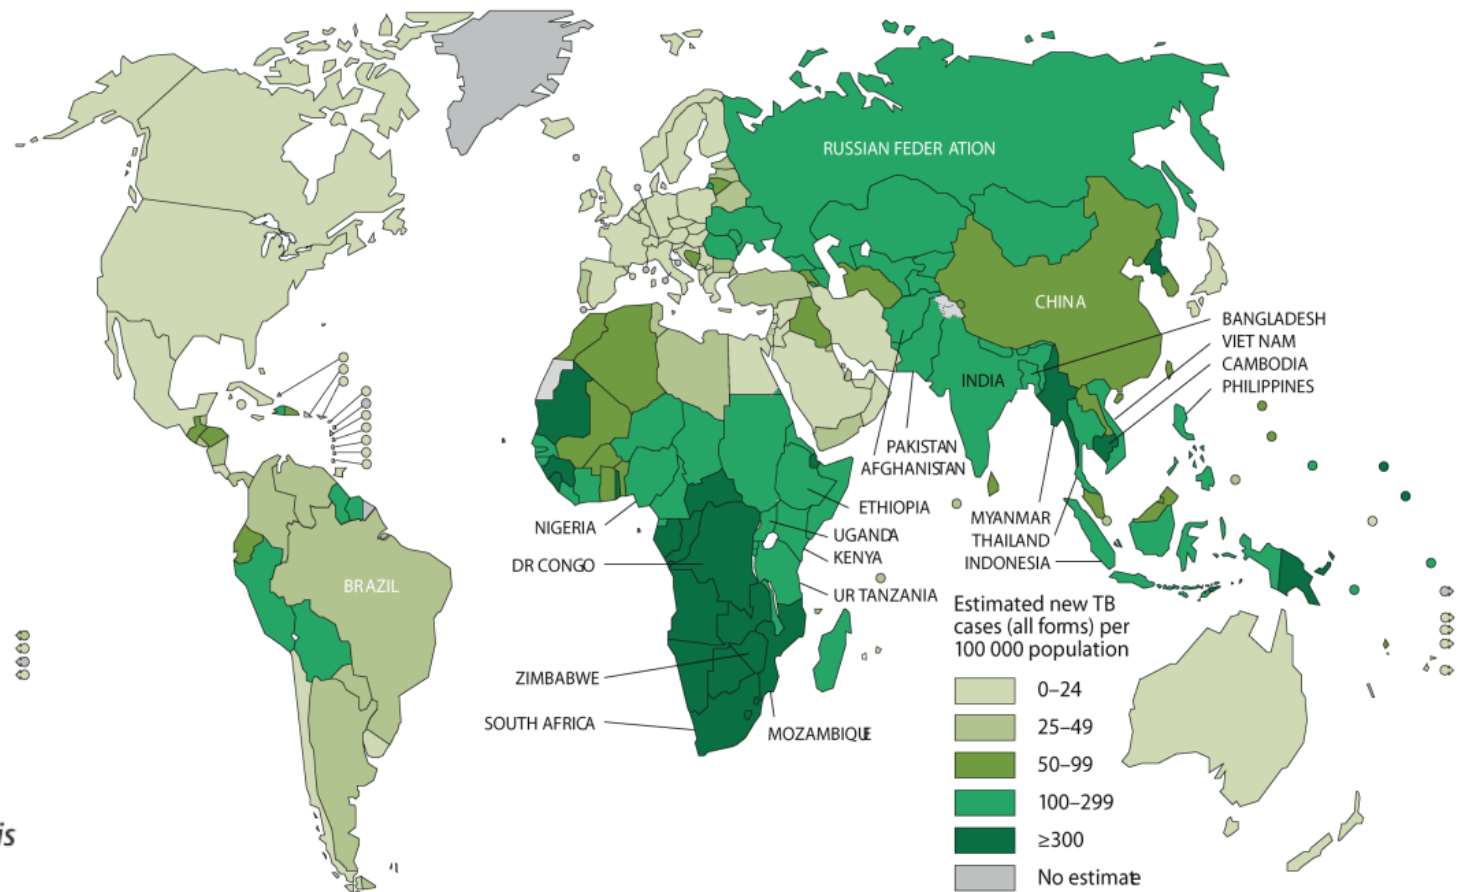 RUSSIAN FEDER ATION
CHINA
BANGLADESH
VIET NAM
CAMBODIA
PHILIPPINES
INDIA
PAKISTAN
AFGHANISTAN
ETHIOPIA
NIGERIA
UGANDA
KENYA
DR CONGO
UR TANZANIA
MYANMAR
THAILAND
INDONESIA
BRAZIL
ZIMBABWE
SOUTH AFRICA
MOZAMBIQUE
Estimated new TB
cases (all forms) per
100 000 population
0–24
25–49
50–99
100–299
≥300
No estimate
is